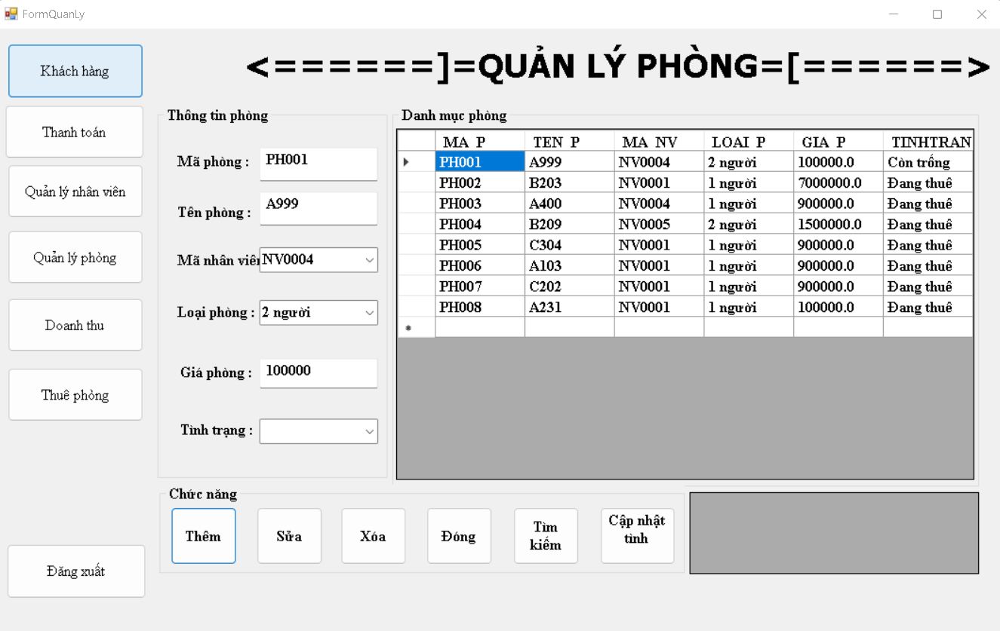 FormQuanLy
<======]=QUẢN LÝ PHÒNG=[======>
Khách hàng
Thanh toán
Quản lý nhân viên
Quản lý phòng
Doanh thu
Thuê phòng
Đăng xuất
Thông tin phòng
Mã phòng : PH001
Tên phòng : A999
Mã nhân viên NV0004
Loại phòng : 2 người
Giá phòng : 100000
Tình trạng :
Danh mục phòng
MA_P TEN_P MA_NV LOAI_P GIA_P TINHTRAN
PH001 A999 NV0004 2 người 100000.0 Còn trống
PH002 B203 NV0001 1 người 7000000.0 Đang thuê
PH003 A400 NV0004 1 người 900000.0 Đang thuê
PH004 B209 NV0005 2 người 1500000.0 Đang thuê
PH005 C304 NV0001 1 người 900000.0 Đang thuê
PH006 A103 NV0001 1 người 900000.0 Đang thuê
PH007 C202 NV0001 1 người 900000.0 Đang thuê
PH008 A231 NV0001 1 người 100000.0 Đang thuê
Chức năng
Thêm
Sửa
Xóa
Đóng
Tìm
kiếm
Cập nhật
tình